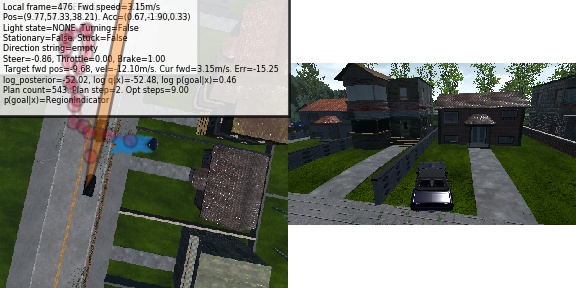 Local frame=476. Fwd speed=3.15m/s
Pos=(9.77,57.33,38.21). Acc=(0.67,-1.90,0.33)
Light state=NONE. Turning=False
Stationary=False. Stuck=False
Direction string=empty
Steer=-0.86, Throttle=0.00, Brake=1.00
Target fwd pos=-9.68, vel=-12.10m/s. Cur fwd=3.15m/s. Err=-15.25
log_posterior=-52.02, log q(x)=-52.48, log p(goal|x)=0.46
Plan count=543. Plan step=2. Opt steps=9.00
p(goal|x)=RegionIndicator